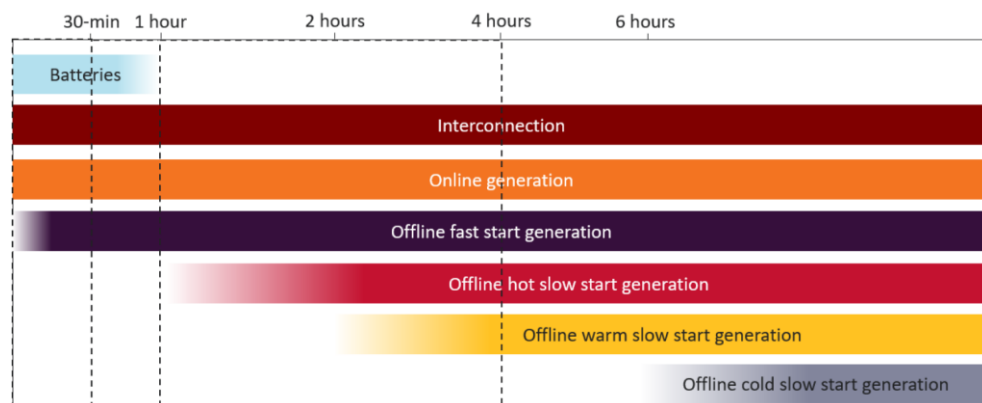 30-min 1 hour 2 hours 4 hours 6 hours
Batteries
Interconnection
Online generation
Offline fast start generation
Offline hot slow start generation
Offline warm slow start generation
Offline cold slow start generation